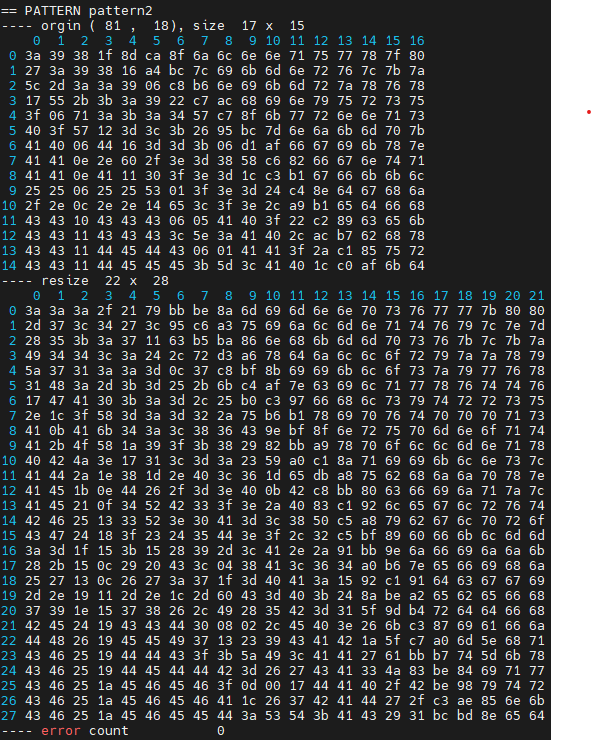 == PATTERN pattern2
---- orgin ( 81 ,  18), size  17 x  15
0 1 2 3 4 5 6 7 8 9 10 11 12 13 14 15 16
0 3a 39 38 1f 8d ca 8f 6a 6c 6e 6e 71 75 77 78 7f 80
1 27 3a 39 38 16 a4 bc 7c 69 6b 6d 6e 72 76 7c 7b 7a
2 5c 2d 3a 3a 39 06 c8 b6 6e 69 6b 6d 72 7a 78 76 78
3 17 55 2b 3b 3a 39 22 c7 ac 68 69 6e 79 75 72 73 75
4 3f 06 71 3a 3b 3a 34 57 c7 8f 6b 77 72 6e 6e 71 73
5 40 3f 57 12 3d 3c 3b 26 95 bc 7d 6e 6a 6b 6d 70 7b
6 41 40 06 44 16 3d 3d 3b 06 d1 af 66 67 69 6b 78 7e
7 41 41 0e 2e 60 2f 3e 3d 38 58 c6 82 66 67 6e 74 71
8 41 41 0e 41 11 30 3f 3e 3d 1c c3 b1 67 66 6b 6b 6c
9 25 25 06 25 25 53 01 3f 3e 3d 24 c4 8e 64 67 68 6a
10 2f 2e 0c 2e 2e 14 65 3c 3f 3e 2c a9 b1 65 64 66 68
11 43 43 10 43 43 43 06 05 41 40 3f 22 c2 89 63 65 6b
12 43 43 11 43 43 43 3c 5e 3a 41 40 2c ac b7 62 68 78
13 43 43 11 44 45 44 43 06 01 41 41 3f 2a c1 85 75 72
14 43 43 11 44 45 45 45 3b 5d 3c 41 40 1c c0 af 6b 64
---- resize  22 x  28
0 1 2 3 4 5 6 7 8 9 10 11 12 13 14 15 16 17 18 19 20 21
0 3a 3a 3a 2f 21 79 bb be 8a 6d 69 6d 6e 6e 70 73 76 77 77 7b 80 80
1 2d 37 3c 34 27 3c 95 c6 a3 75 69 6a 6c 6d 6e 71 74 76 79 7c 7e 7d
2 28 35 3b 3a 37 11 63 b5 ba 86 6e 68 6b 6d 6d 70 73 76 7b 7c 7b 7a
3 49 34 34 3c 3a 24 2c 72 d3 a6 78 64 6a 6c 6c 6f 72 79 7a 7a 78 79
4 5a 37 31 3a 3a 3d 0c 37 c8 bf 8b 69 69 6b 6c 6f 73 7a 79 77 76 78
5 31 48 3a 2d 3b 3d 25 2b 6b c4 af 7e 63 69 6c 71 77 78 76 74 74 76
6 17 47 41 30 3b 3a 3d 2c 25 b0 c3 97 66 68 6c 73 79 74 72 72 73 75
7 2e 1c 3f 58 3d 3a 3d 32 2a 75 b6 b1 78 69 70 76 74 70 70 70 71 73
8 41 0b 41 6b 34 3a 3c 38 36 43 9e bf 8f 6e 72 75 70 6d 6e 6f 71 74
9 41 2b 4f 58 1a 39 3f 3b 38 29 82 bb a9 78 70 6f 6c 6c 6d 6e 71 78
10 40 42 4a 3e 17 31 3c 3d 3a 23 59 a0 c1 8a 71 69 69 6b 6c 6e 73 7c
11 41 44 2a 1e 38 1d 2e 40 3c 36 1d 65 db a8 75 62 68 6a 6a 70 78 7e
12 41 45 1b 0e 44 26 2f 3d 3e 40 0b 42 c8 bb 80 63 66 69 6a 71 7a 7c
13 41 45 21 0f 34 52 42 33 3f 3e 2a 40 83 c1 92 6c 65 67 6c 72 76 74
14 42 46 25 13 33 52 3e 30 41 3d 3c 38 50 c5 a8 79 62 67 6c 70 72 6f
15 43 47 24 18 3f 23 24 35 44 3e 3f 2c 32 c5 bf 89 60 66 6b 6c 6d 6d
16 3a 3d 1f 15 3b 15 28 39 2d 3c 41 2e 2a 91 bb 9e 6a 66 69 6a 6a 6b
17 28 2b 15 0c 29 20 43 3c 04 38 41 3c 36 34 a0 b6 7e 65 66 69 68 6a
18 25 27 13 0c 26 27 3a 37 1f 3d 40 41 3a 15 92 c1 91 64 63 67 67 69
19 2d 2e 19 11 2d 2e 1c 2d 60 43 3d 40 3b 24 8a be a2 65 62 65 66 68
20 37 39 1e 15 37 38 26 2c 49 28 35 42 3d 31 5f 9d b4 72 64 64 66 68
21 42 45 24 19 43 43 44 30 08 02 2c 45 40 3e 26 6b c3 87 69 61 66 6a
22 44 48 26 19 45 45 49 37 13 23 39 43 41 42 1a 5f c7 a0 6d 5e 68 71
23 43 46 25 19 44 44 43 3f 3b 5a 49 3c 41 41 27 61 bb b7 74 5d 6b 78
24 43 46 25 19 44 45 44 44 42 3d 26 27 43 41 33 4a 83 be 84 69 71 77
25 43 46 25 1a 45 46 45 46 3f 0d 00 17 44 41 40 2f 42 be 98 79 74 72
26 43 46 25 1a 45 46 45 46 41 1c 26 37 42 41 44 27 2f c3 ae 85 6e 6b
27 43 46 25 1a 45 46 45 45 44 3a 53 54 3b 41 43 29 31 bc bd 8e 65 64
---- error count           0